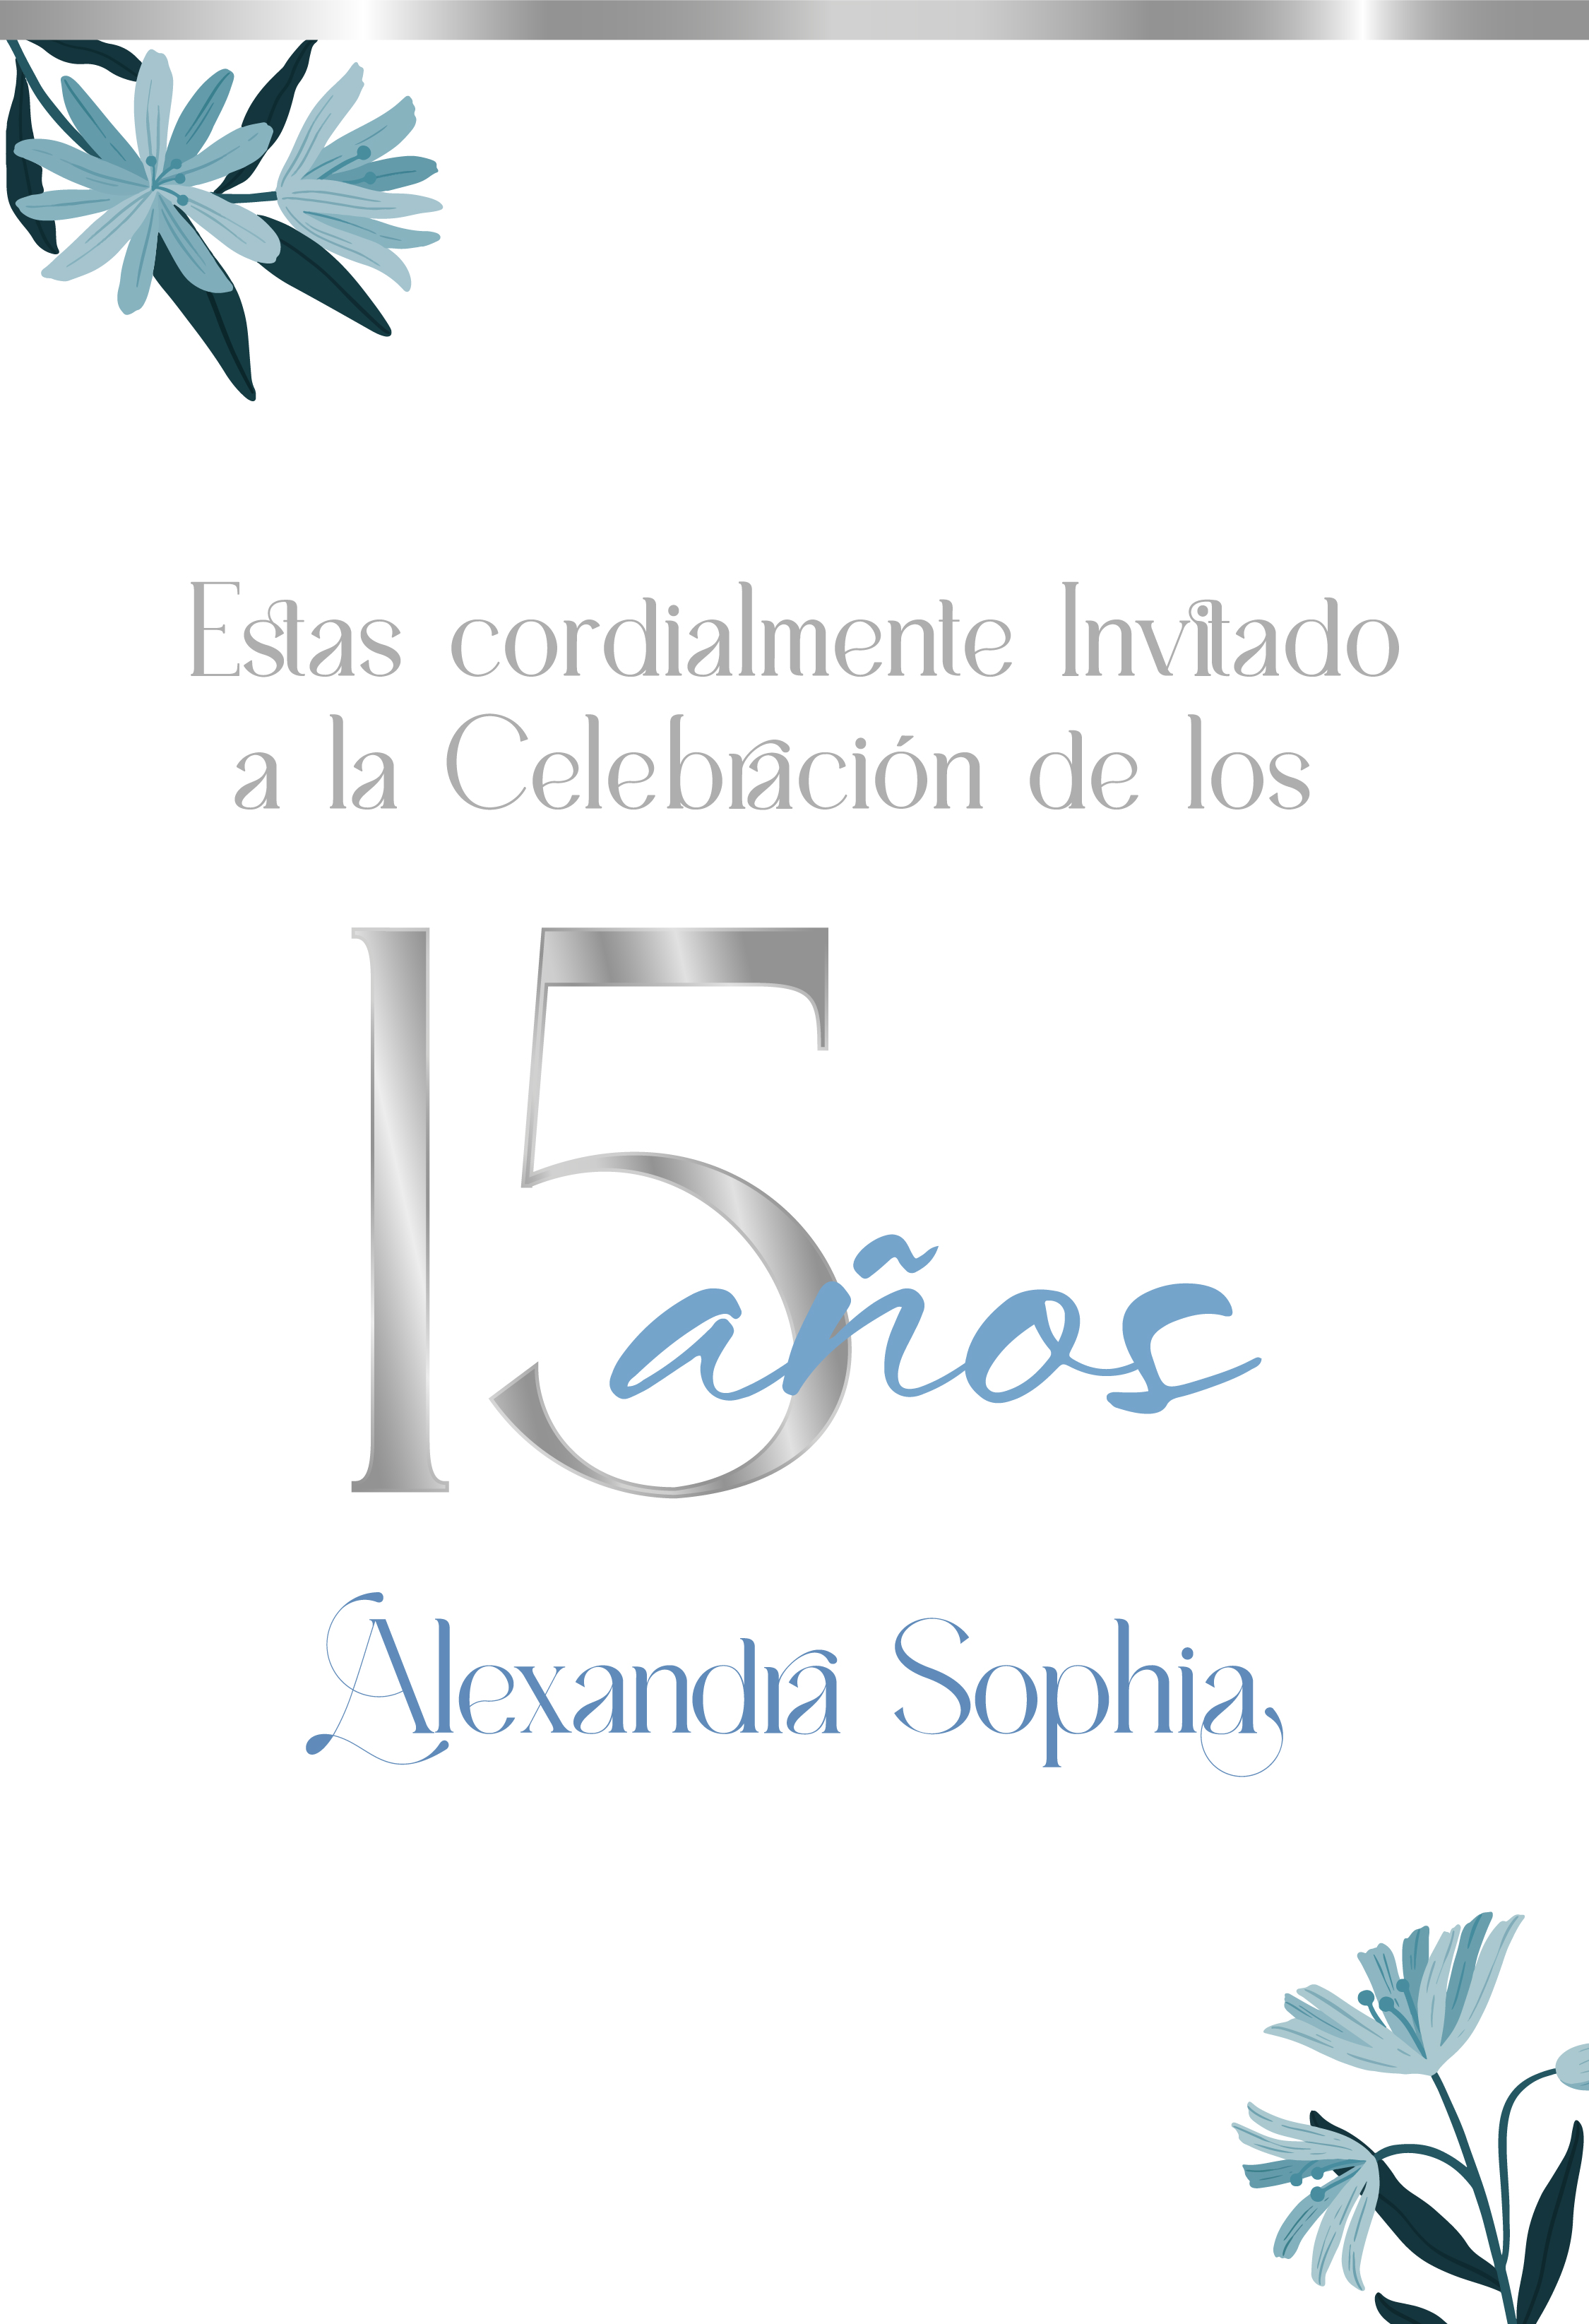 Estas cordialmente Invitado
a la Celebración de los
15
años
Alexandra Sophia